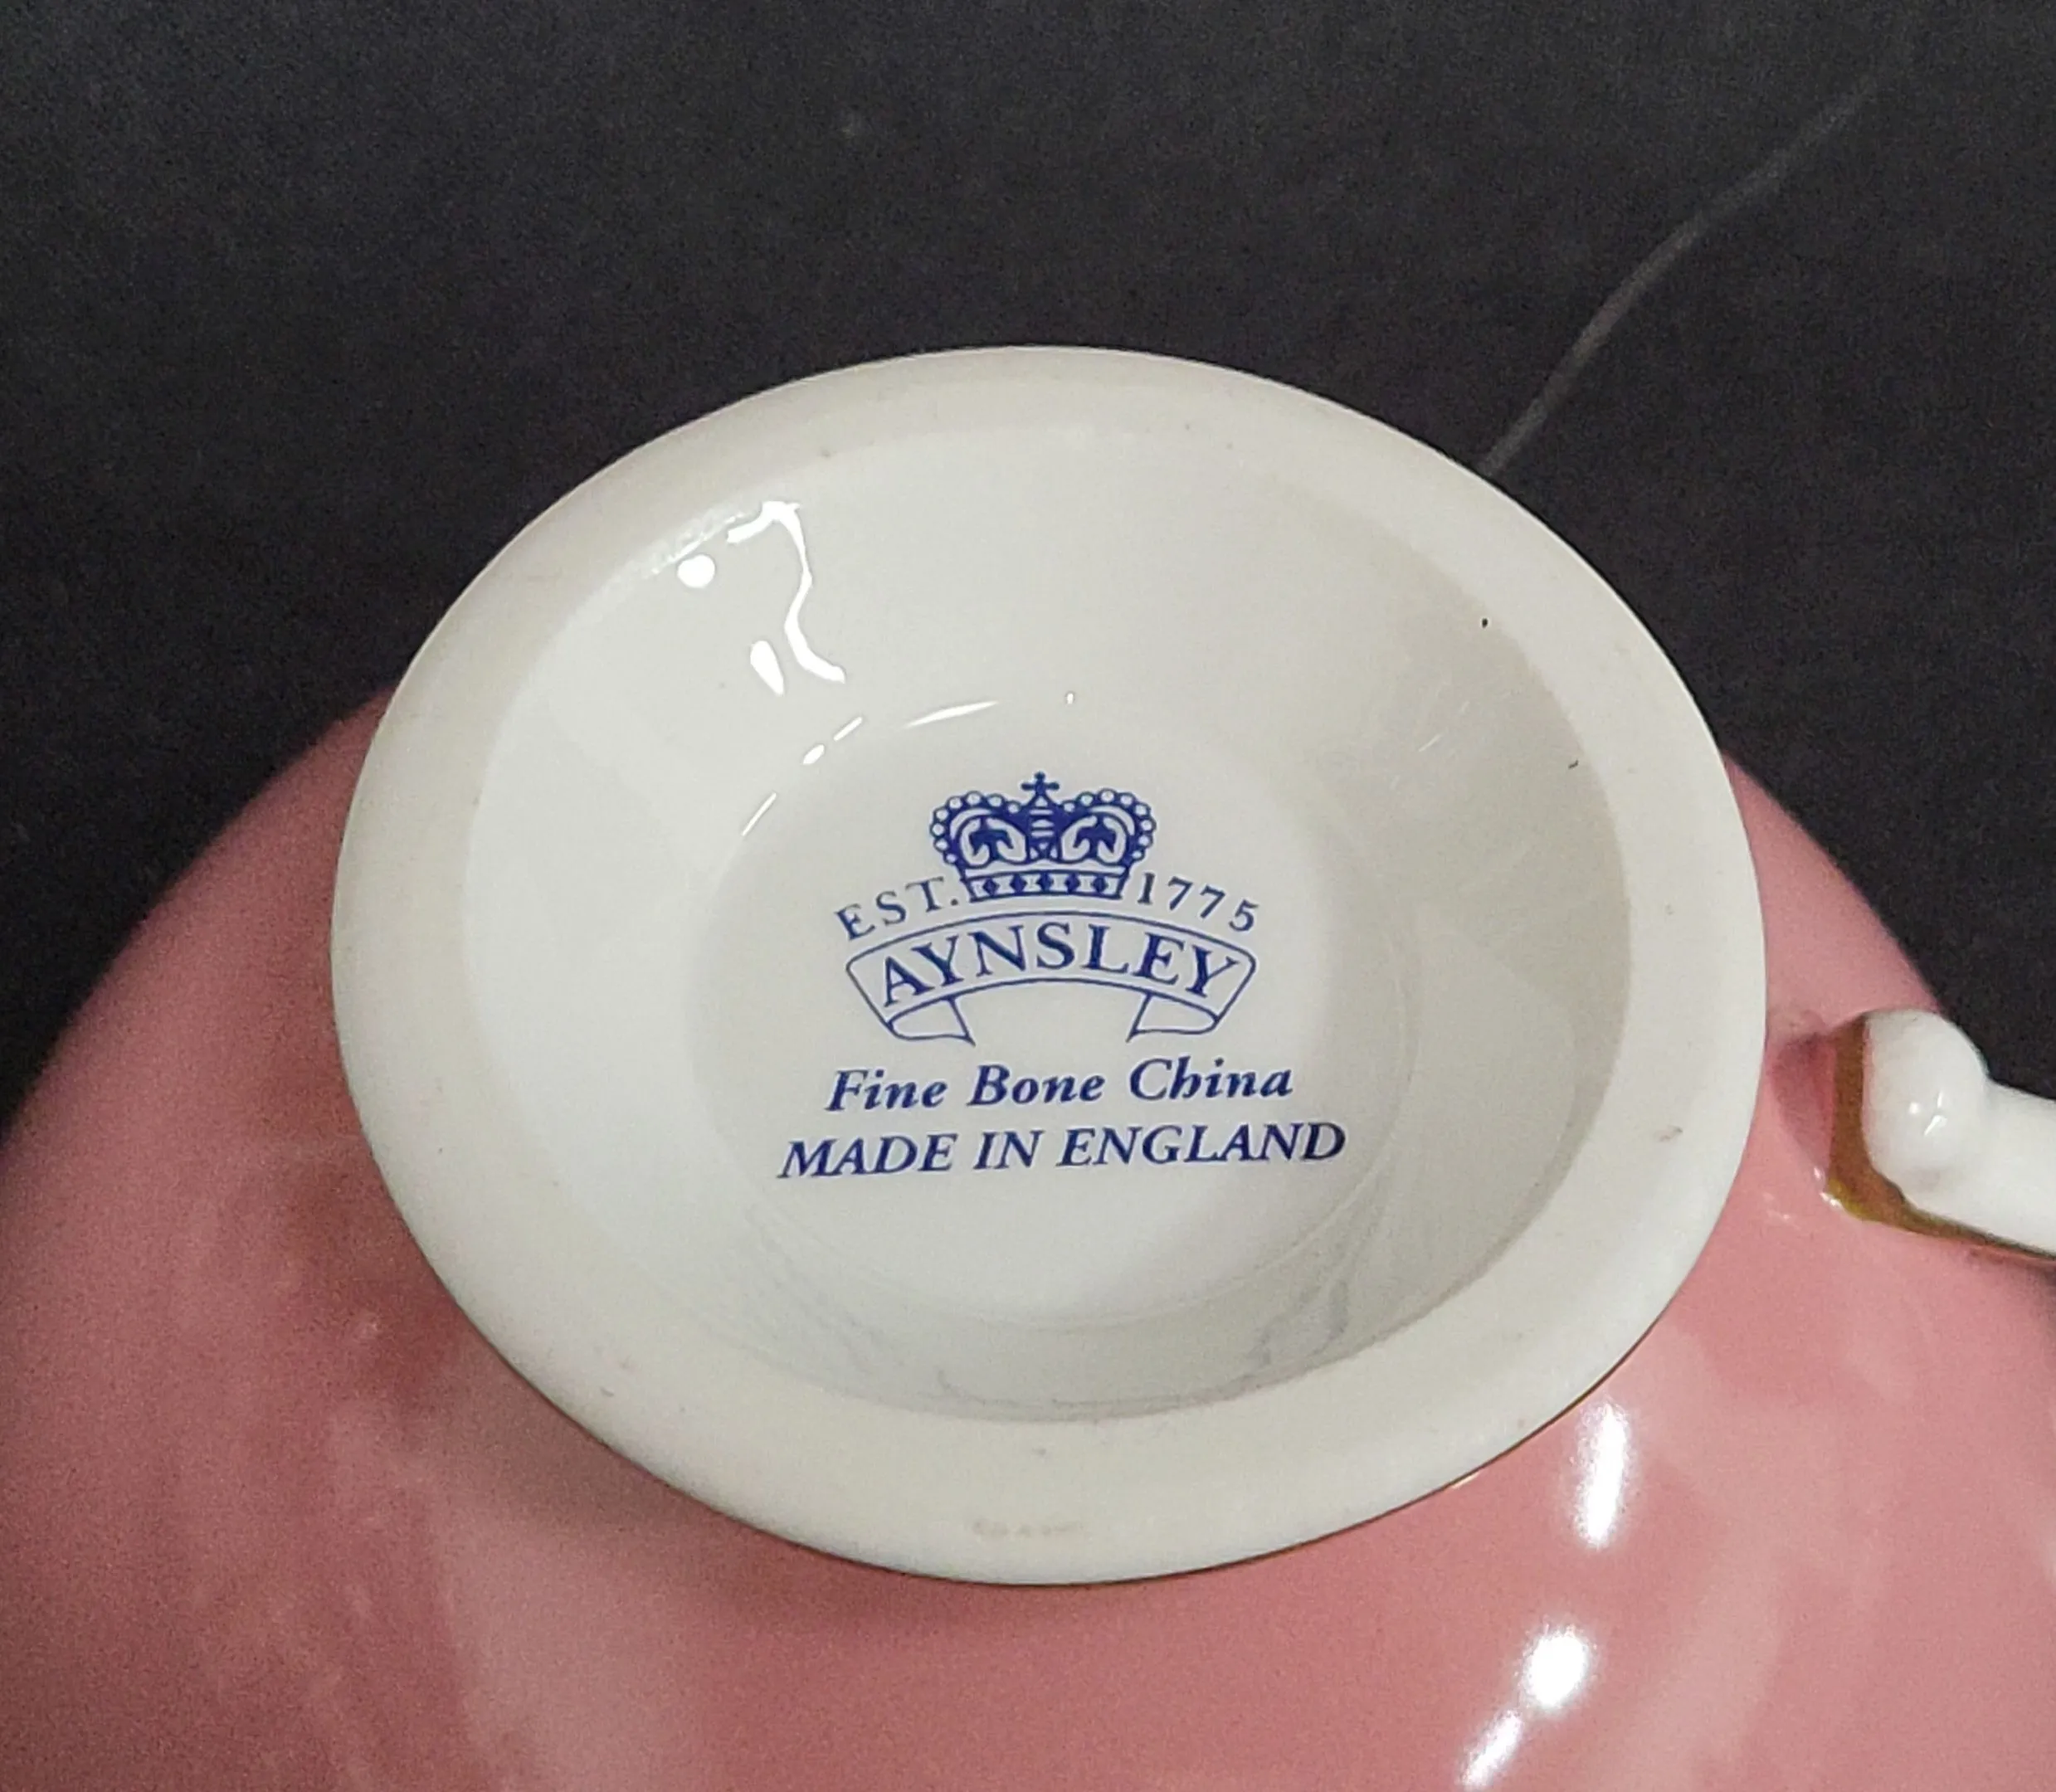 EST. 1775
AYNSLEY
Fine Bone China
MADE IN ENGLAND